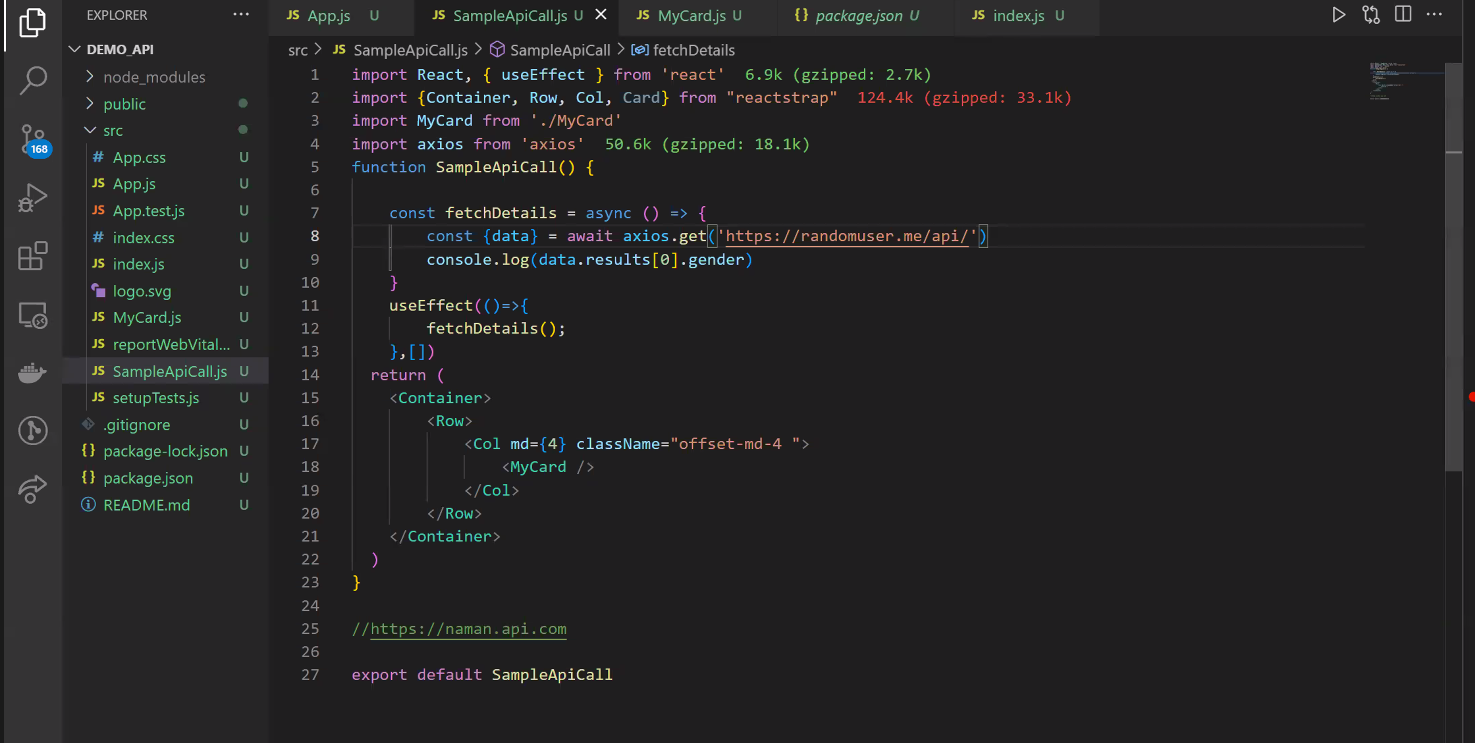 EXPLORER ...
DEMO_API
node_modules
public
src
# App.css U
JS App.js U
JS App.test.js U
# index.css U
JS index.js U
logo.svg U
JS MyCard.js U
JS reportWebVital... U
JS SampleApiCall.js U
JS setupTests.js U
.gitignore U
{} package-lock.json U
{} package.json U
README.md U
168
JS App.js U
JS SampleApiCall.js U
JS MyCard.js U
{} package.json U
JS index.js U
src > JS SampleApiCall.js > SampleApiCall > fetchDetails
1 import React, { useEffect } from 'react' 6.9k (gzipped: 2.7k)
2 import {Container, Row, Col, Card} from "reactstrap" 124.4k (gzipped: 33.1k)
3 import MyCard from './MyCard'
4 import axios from 'axios' 50.6k (gzipped: 18.1k)
5 function SampleApiCall() {
6
7 const fetchDetails = async () => {
8 const {data} = await axios.get('https://randomuser.me/api/')
9 console.log(data.results[0].gender)
10 }
11 useEffect(()=>{
12 fetchDetails();
13 },[])
14 return (
15 <Container>
16 <Row>
17 <Col md={4} className="offset-md-4 ">
18 <MyCard />
19 </Col>
20 </Row>
21 </Container>
22 )
23 }
24
25 //https://naman.api.com
26
27 export default SampleApiCall